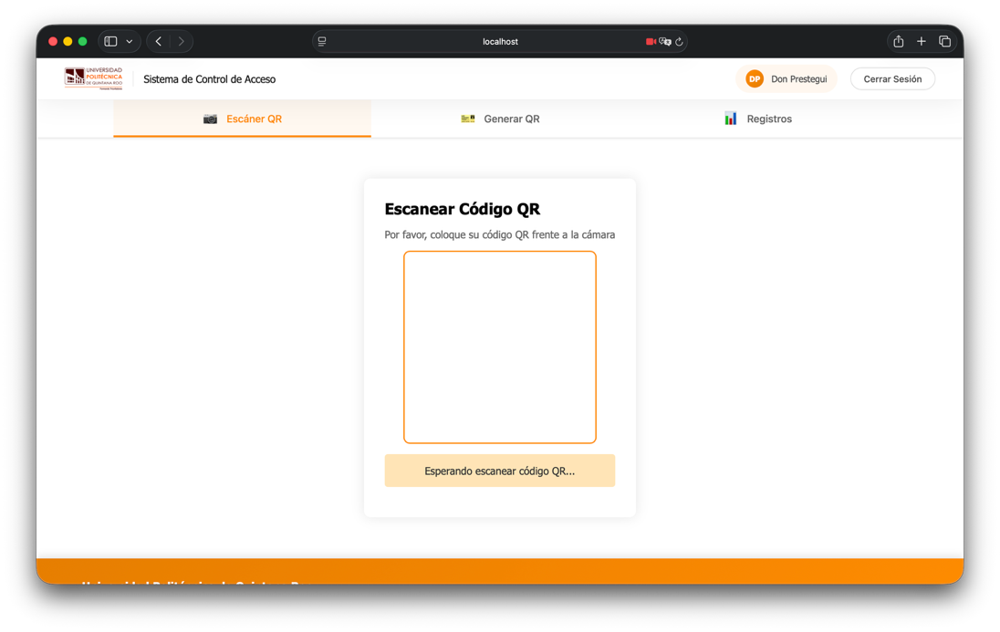 localhost
UNIVERSIDAD
POLITÉCNICA
DE QUINTANA ROO
Sistema de Control de Acceso
DP
Don Prestegui
Cerrar Sesión
Escáner QR
Generar QR
Registros
Escanear Código QR
Por favor, coloque su código QR frente a la cámara
Esperando escanear código QR...